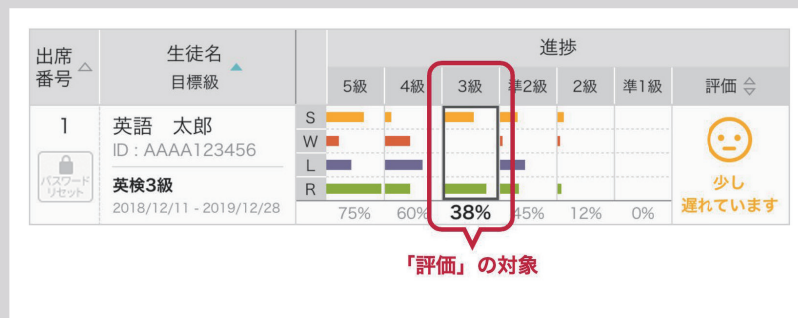 出席
番号
生徒名
目標級
進捗
5級 4級 3級 準2級 2級 準1級 評価
1
パスワード
リセット
英語 太郎
ID : AAAA123456
英検3級
2018/12/11 - 2019/12/28
S
W
L
R
75% 60% 38% 45% 12% 0%
少し
遅れています
「評価」の対象